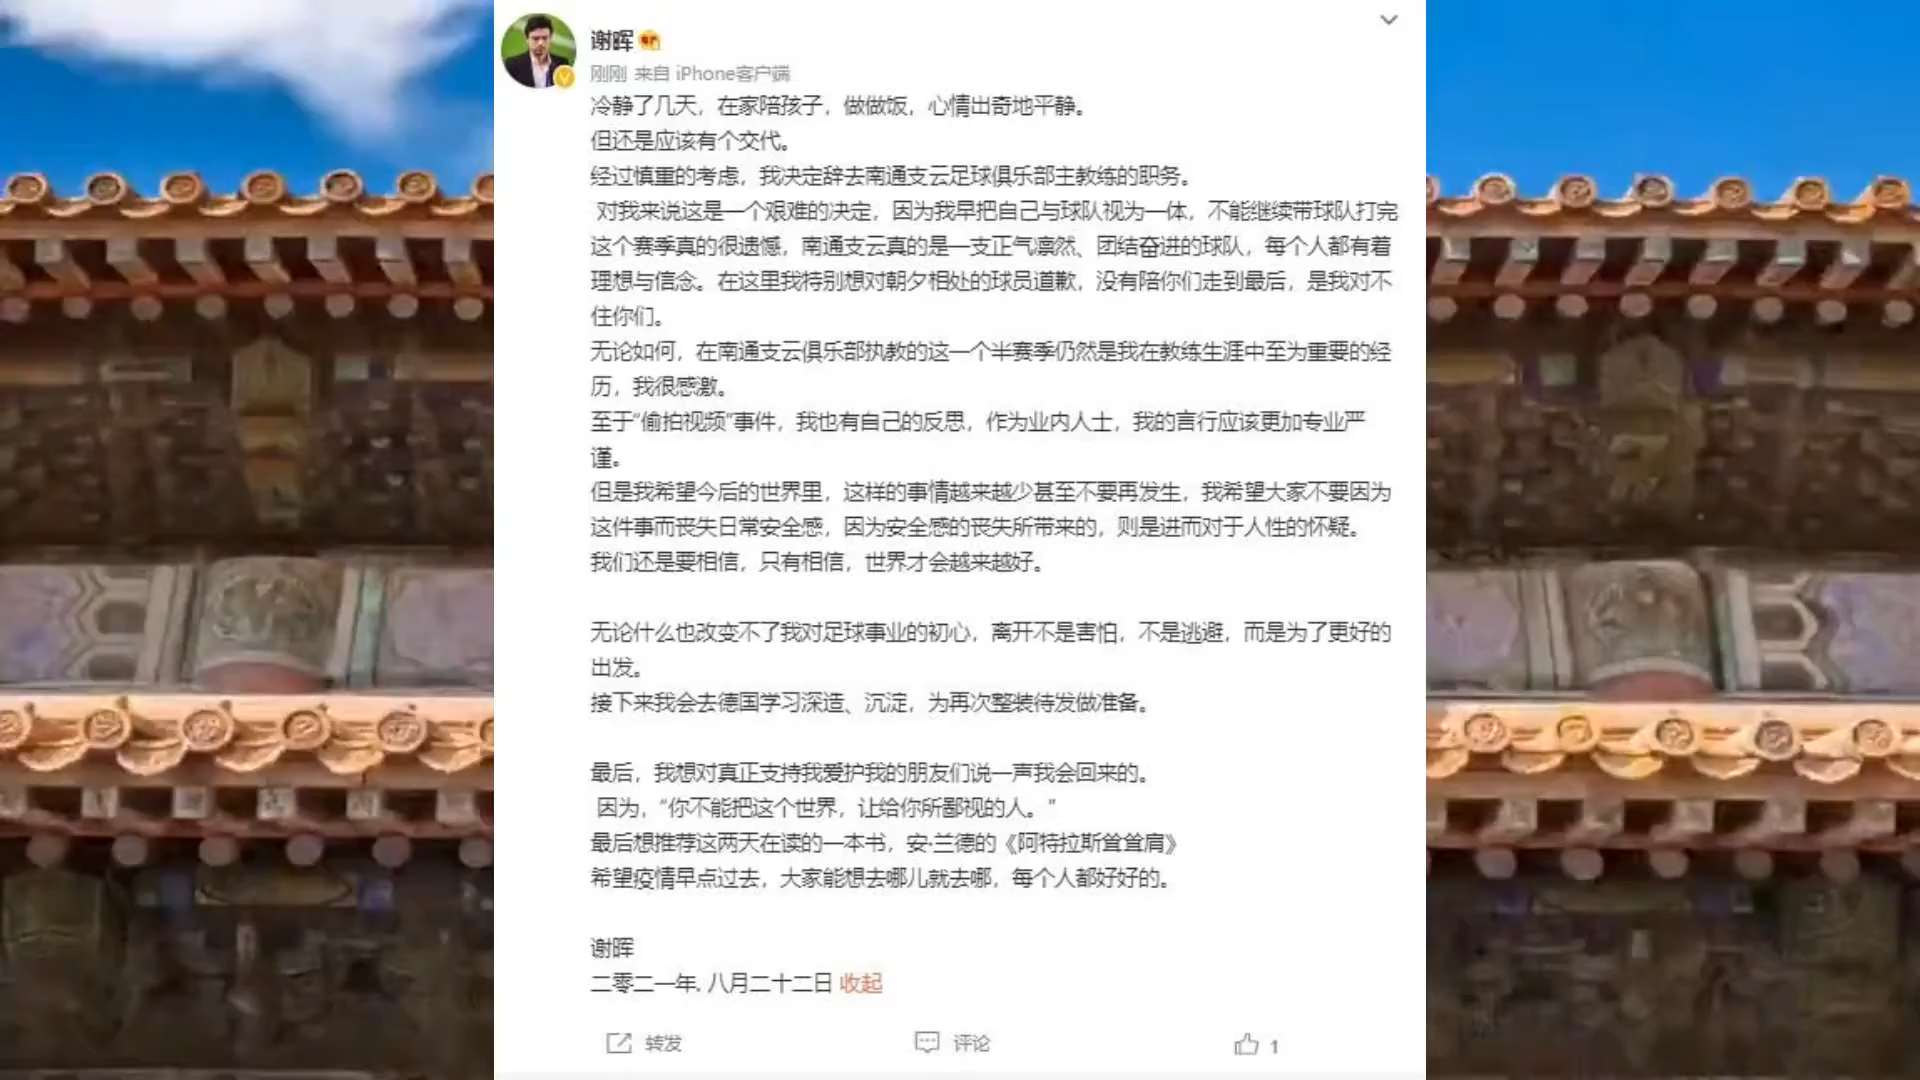 谢晖
刚刚 来自 iPhone客户端
冷静了几天，在家陪孩子，做做饭，心情出奇地平静。
但还是应该有个交代。
经过慎重的考虑，我决定辞去南通支云足球俱乐部主教练的职务。
对我来说这是一个艰难的决定，因为我早把自己与球队视为一体，不能继续带球队打完
这个赛季真的很遗憾，南通支云真的是一支正气凛然、团结奋进的球队，每个人都有着
理想与信念。在这里我特别想对朝夕相处的球员道歉，没有陪你们走到最后，是我对不
住你们。
无论如何，在南通支云俱乐部执教的这一个半赛季仍然是我在教练生涯中至为重要的经
历，我很感激。
至于“偷拍视频”事件，我也有自己的反思，作为业内人士，我的言行应该更加专业严
谨。
但是我希望今后的世界里，这样的事情越来越少甚至不要再发生，我希望大家不要因为
这件事而丧失日常安全感，因为安全感的丧失所带来的，则是进而对于人性的怀疑。
我们还是要相信，只有相信，世界才会越来越好。
无论什么也改变不了我对足球事业的初心，离开不是害怕，不是逃避，而是为了更好的
出发。
接下来我会去德国学习深造、沉淀，为再次整装待发做准备。
最后，我想对真正支持我爱护我的朋友们说一声我会回来的。
因为，“你不能把这个世界，让给你所鄙视的人。”
最后想推荐这两天在读的一本书，安·兰德的《阿特拉斯耸耸肩》
希望疫情早点过去，大家能想去哪儿就去哪，每个人都好好的。
谢晖
二零二一年. 八月二十二日 收起
转发 评论 1